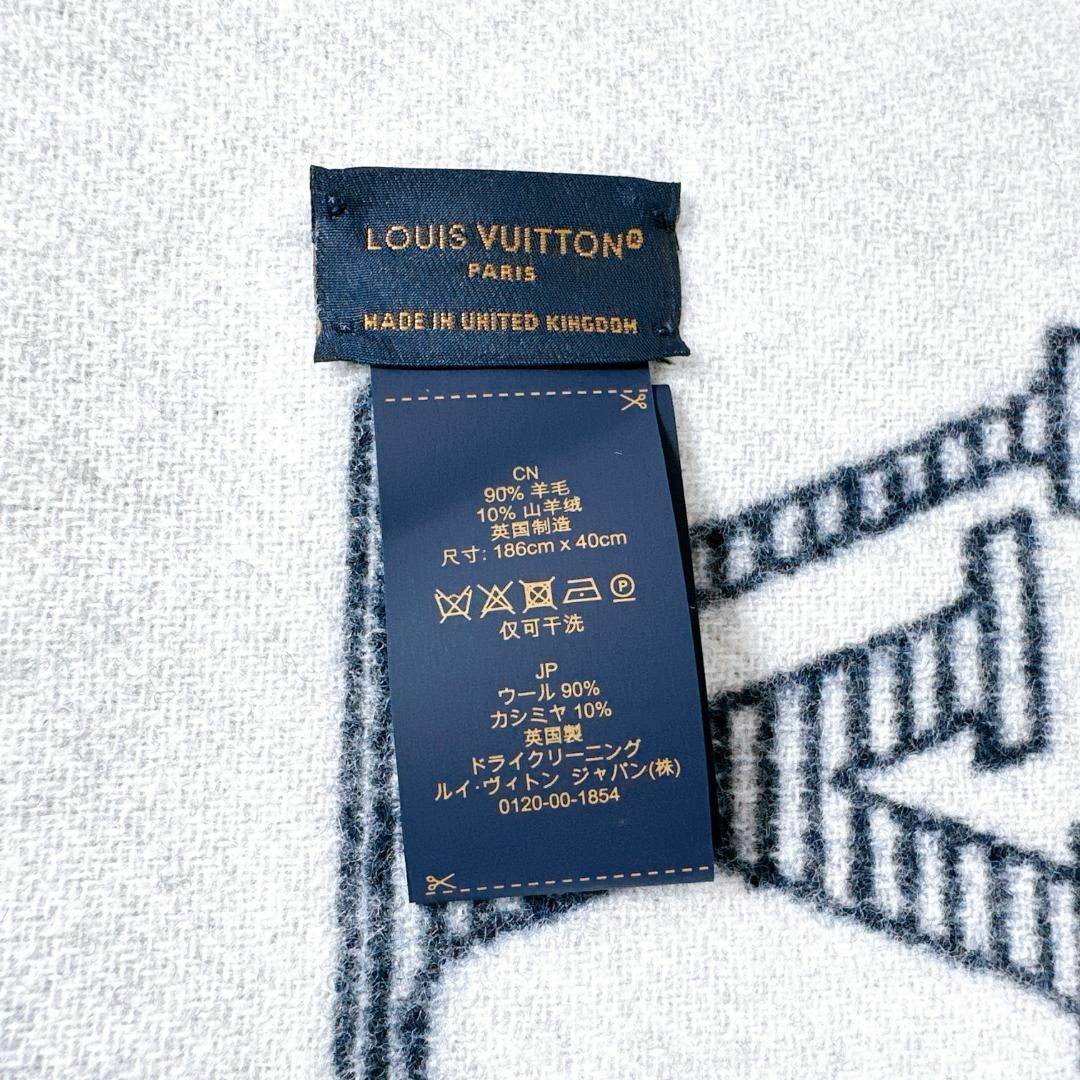 LOUIS VUITTON®
PARIS
MADE IN UNITED KINGDOM
CN
90% 羊毛
10% 山羊绒
英国制造
尺寸: 186cm x 40cm
P
仅可干洗
JP
ウール 90%
カシミヤ 10%
英国製
ドライクリーニング
ルイ·ヴィトン ジャパン(株)
0120-00-1854